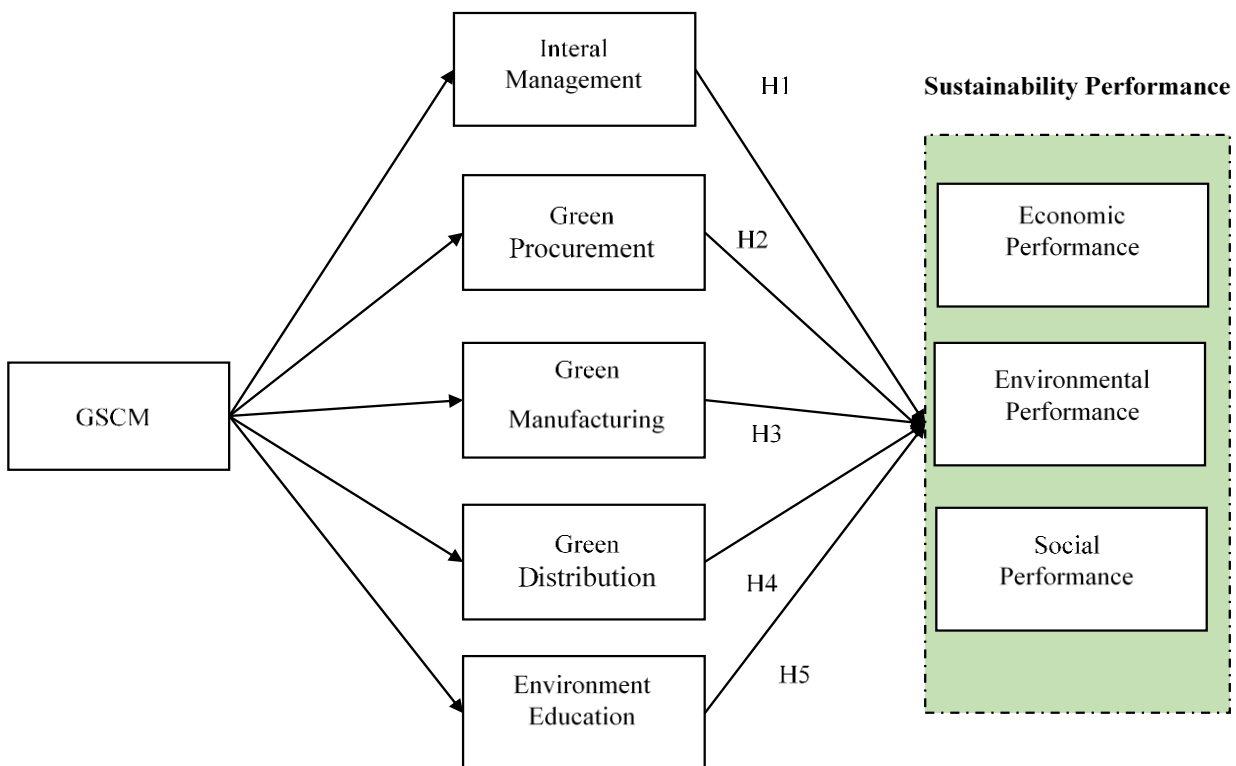 GSCM
Interal
Management
Green
Procurement
Green
Manufacturing
Green
Distribution
Environment
Education
H1
H2
H3
H4
H5
Sustainability Performance
Economic
Performance
Environmental
Performance
Social
Performance